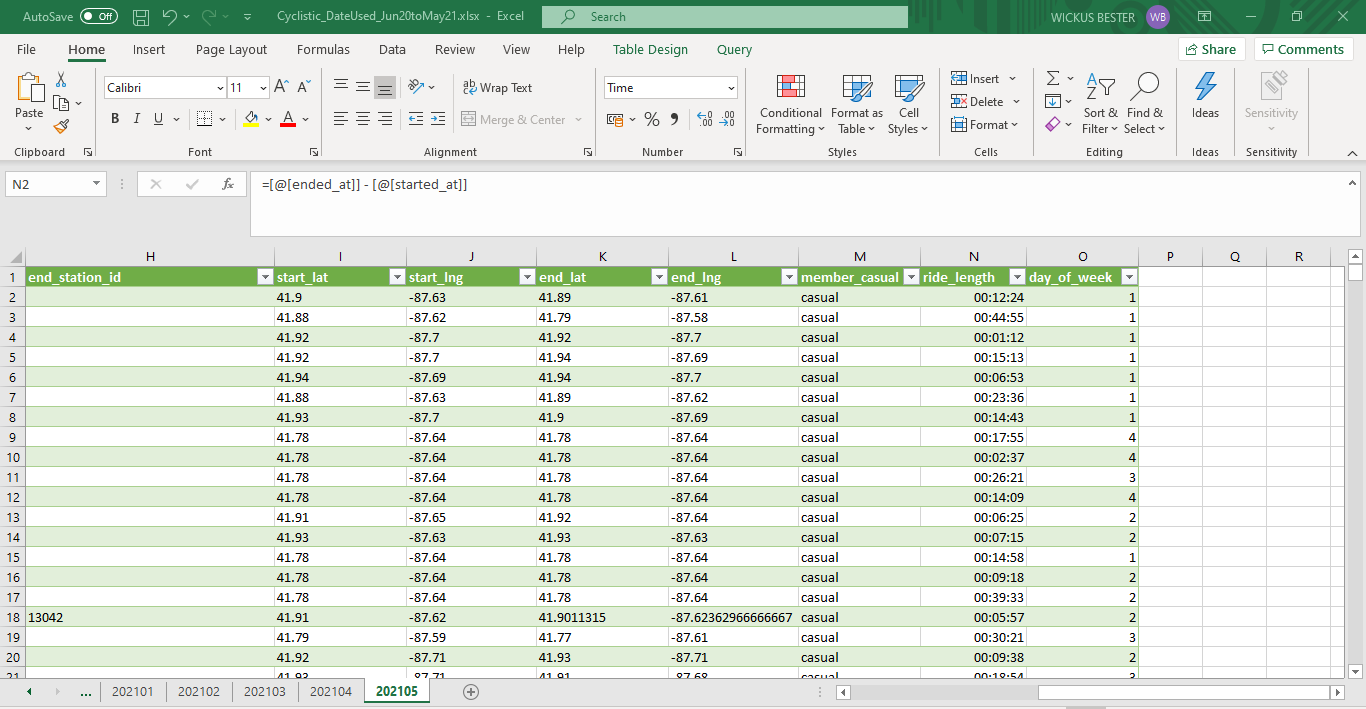 AutoSave Off Cyclistic_DateUsed_Jun20toMay21.xlsx - Excel Search WICKUS BESTER WB
File Home Insert Page Layout Formulas Data Review View Help Table Design Query Share Comments
Paste
Clipboard
Calibri 11 A A
B I U A
Font
ab Wrap Text
Merge & Center
Alignment
Time
% 
Number
Conditional Formatting
Format as Table
Cell Styles
Styles
Insert
Delete
Format
Cells
Sort & Filter
Find & Select
Editing
Ideas
Ideas
Sensitivity
Sensitivity
N2 fx =[@[ended_at]] - [@[started_at]]
H I J K L M N O P Q R
1 end_station_id start_lat start_lng end_lat end_lng member_casual ride_length day_of_week
2 41.9 -87.63 41.89 -87.61 casual 00:12:24 1
3 41.88 -87.62 41.79 -87.58 casual 00:44:55 1
4 41.92 -87.7 41.92 -87.7 casual 00:01:12 1
5 41.92 -87.7 41.94 -87.69 casual 00:15:13 1
6 41.94 -87.69 41.94 -87.7 casual 00:06:53 1
7 41.88 -87.63 41.89 -87.62 casual 00:23:36 1
8 41.93 -87.7 41.9 -87.69 casual 00:14:43 1
9 41.78 -87.64 41.78 -87.64 casual 00:17:55 4
10 41.78 -87.64 41.78 -87.64 casual 00:02:37 4
11 41.78 -87.64 41.78 -87.64 casual 00:26:21 3
12 41.78 -87.64 41.78 -87.64 casual 00:14:09 4
13 41.91 -87.65 41.92 -87.64 casual 00:06:25 2
14 41.93 -87.63 41.93 -87.63 casual 00:07:15 2
15 41.78 -87.64 41.78 -87.64 casual 00:14:58 1
16 41.78 -87.64 41.78 -87.64 casual 00:09:18 2
17 41.78 -87.64 41.78 -87.64 casual 00:39:33 2
18 13042 41.91 -87.62 41.9011315 -87.62362966666667 casual 00:05:57 2
19 41.79 -87.59 41.77 -87.61 casual 00:30:21 3
20 41.92 -87.71 41.93 -87.71 casual 00:09:38 2
21 41.93 -87.71 41.91 -87.68 casual 00:18:54
... 202101 202102 202103 202104 202105